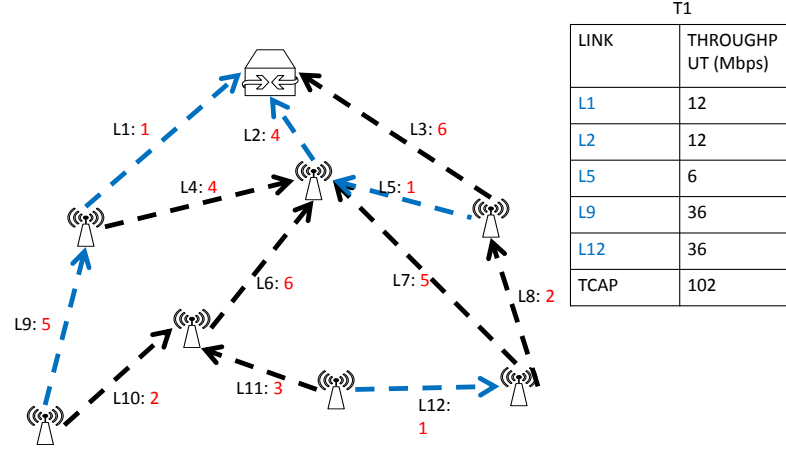 T1
LINK THROUGHP
UT (Mbps)
L1 12
L2 12
L5 6
L9 36
L12 36
TCAP 102
L1: 1
L2: 4
L3: 6
L4: 4
L5: 1
L6: 6
L7: 5
L8: 2
L9: 5
L10: 2
L11: 3
L12:
1